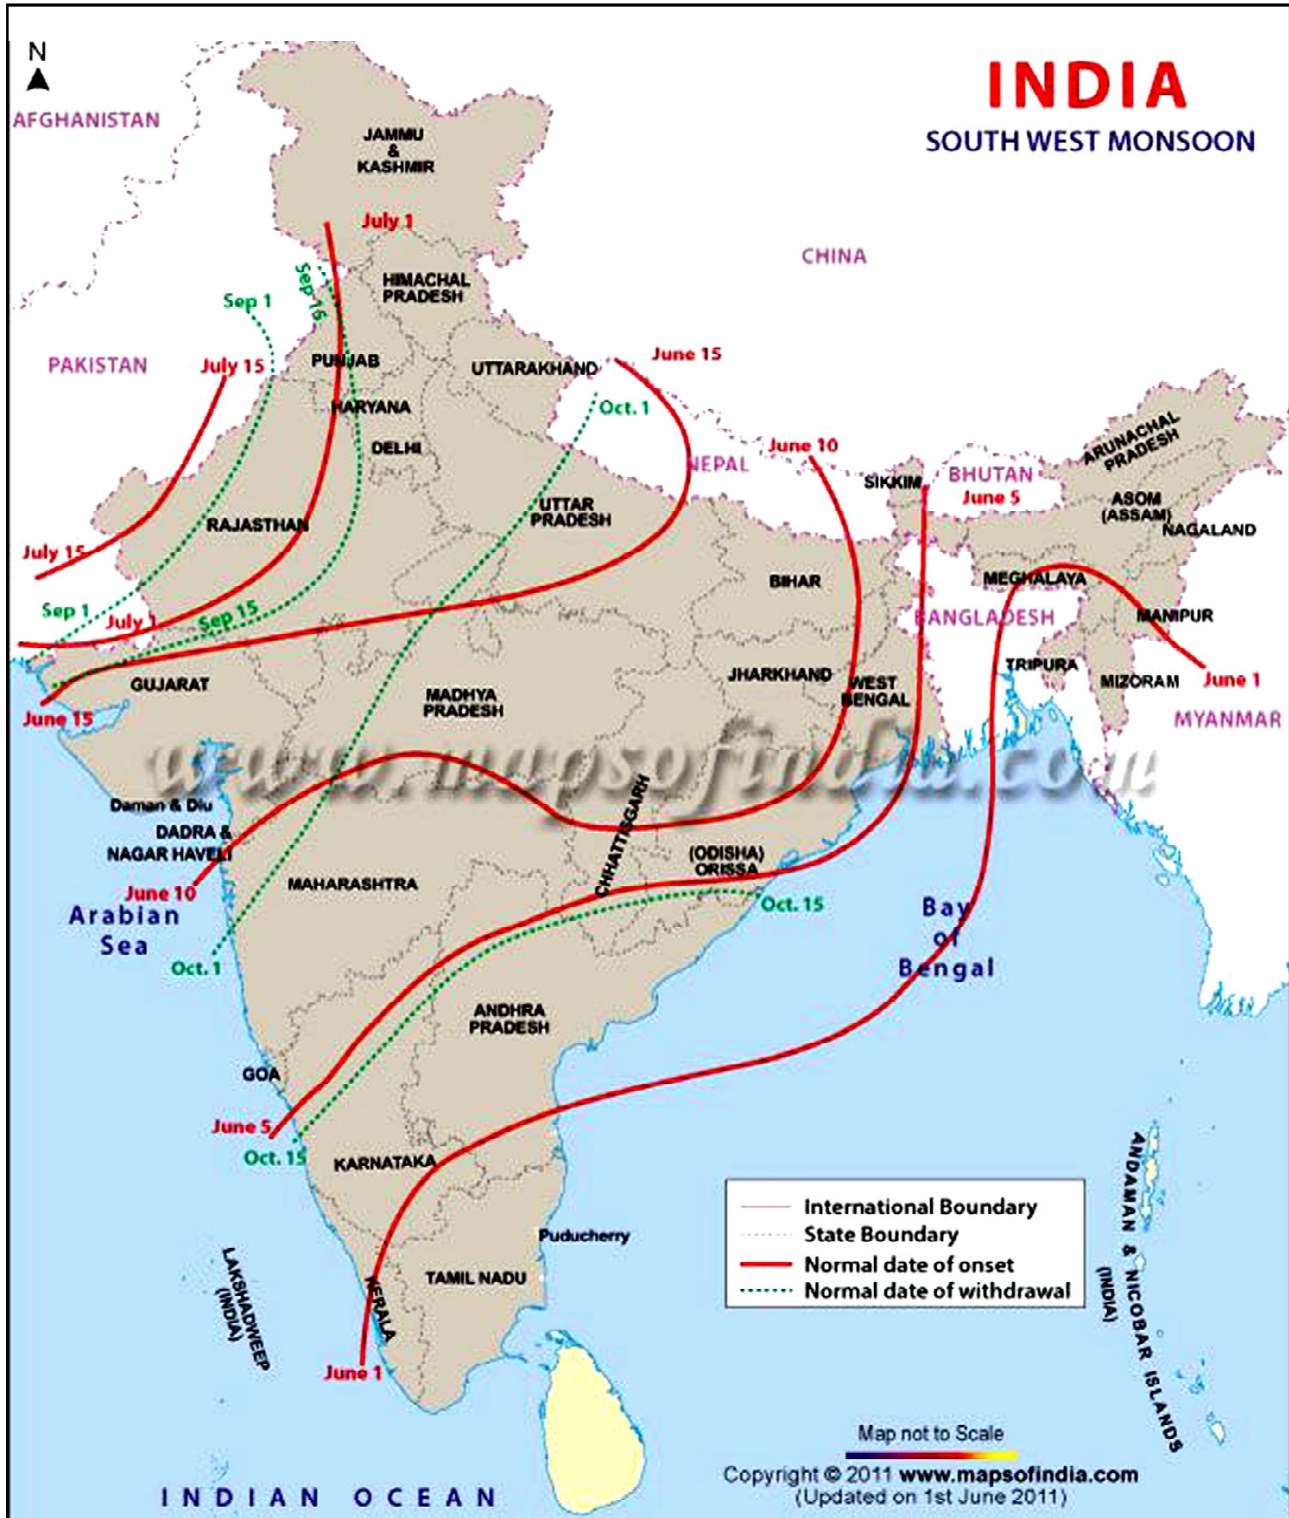 N
INDIA
SOUTH WEST MONSOON
AFGHANISTAN
JAMMU
&
KASHMIR
July 1
CHINA
HIMACHAL
PRADESH
Sep 16
Sep 1
PAKISTAN
July 15
PUNJAB
UTTARAKHAND
June 15
HARYANA
Oct. 1
DELHI
June 10
NEPAL
SIKKIM
BHUTAN
June 5
ARUNACHAL
PRADESH
ASOM
(ASSAM)
NAGALAND
RAJASTHAN
UTTAR
PRADESH
July 15
BIHAR
MEGHALAYA
Sep 1
July 1
Sep 15
BANGLADESH
MANIPUR
TRIPURA
MIZORAM
June 1
GUJARAT
JHARKHAND
WEST
BENGAL
MADHYA
PRADESH
June 15
MYANMAR
www.mapsofindia.com
Daman & Diu
DADRA &
NAGAR HAVELI
CHHATTISGARH
(ODISHA)
ORISSA
June 10
MAHARASHTRA
Arabian
Sea
Oct. 15
Bay
of
Bengal
Oct. 1
ANDHRA
PRADESH
GOA
June 5
Oct. 15
KARNATAKA
International Boundary
State Boundary
Normal date of onset
Normal date of withdrawal
Puducherry
LAKSHADWEEP
(INDIA)
KERALA
TAMIL NADU
ANDAMAN & NICOBAR ISLANDS
(INDIA)
June 1
Map not to Scale
Copyright © 2011 www.mapsofindia.com
(Updated on 1st June 2011)
INDIAN OCEAN